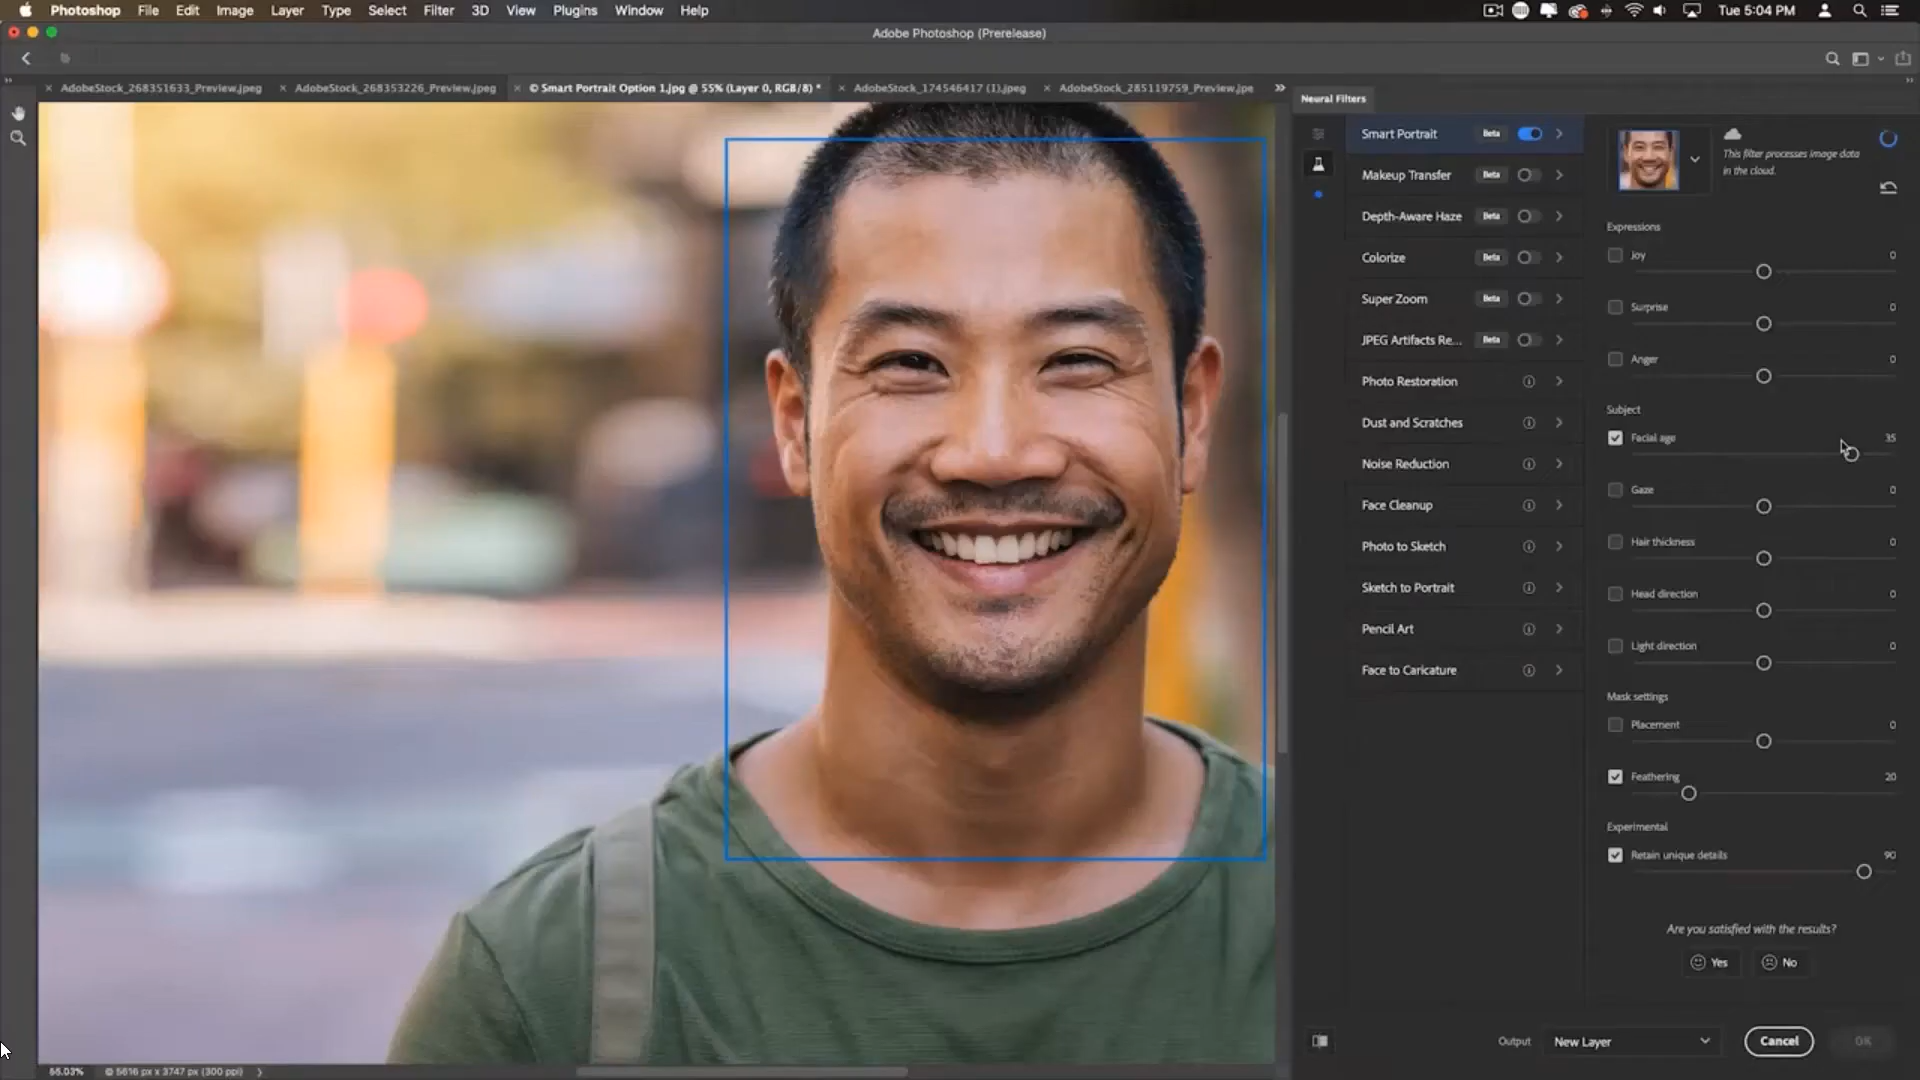 Photoshop File Edit Image Layer Type Select Filter 3D View Plugins Window Help Tue 5:04 PM
Adobe Photoshop (Prerelease)
AdobeStock_268351633_Preview.jpeg AdobeStock_268353226_Preview.jpeg © Smart Portrait Option 1.jpg @ 55% (Layer 0, RGB/8) * AdobeStock_174546417 (1).jpeg AdobeStock_285119759_Preview.jpe
Neural Filters
Smart Portrait Beta
Makeup Transfer Beta
Depth-Aware Haze Beta
Colorize Beta
Super Zoom Beta
JPEG Artifacts Re... Beta
Photo Restoration
Dust and Scratches
Noise Reduction
Face Cleanup
Photo to Sketch
Sketch to Portrait
Pencil Art
Face to Caricature
This filter processes image data
in the cloud.
Expressions
Joy 0
Surprise 0
Anger 0
Subject
Facial age 35
Gaze 0
Hair thickness 0
Head direction 0
Light direction 0
Mask settings
Placement 0
Feathering 20
Experimental
Retain unique details 90
Are you satisfied with the results?
Yes No
Output New Layer Cancel OK
55.03% © 5616 px x 3747 px (300 ppi)